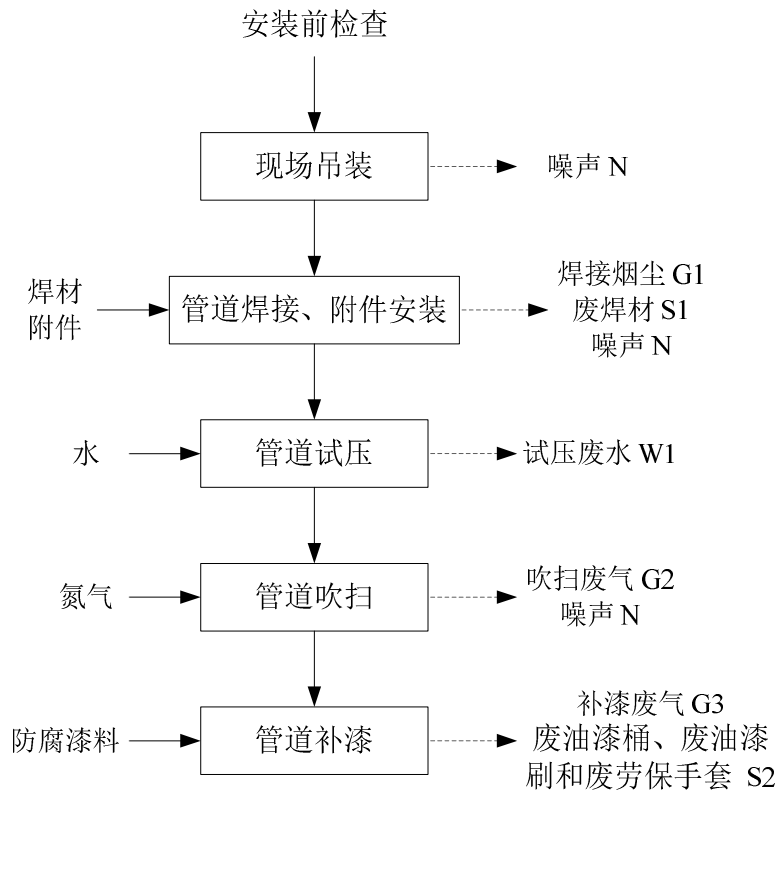 安装前检查
现场吊装
噪声 N
焊材
附件
管道焊接、附件安装
焊接烟尘 G1
废焊材 S1
噪声 N
水
管道试压
试压废水 W1
氮气
管道吹扫
吹扫废气 G2
噪声 N
防腐漆料
管道补漆
补漆废气 G3
废油漆桶、废油漆
刷和废劳保手套 S2